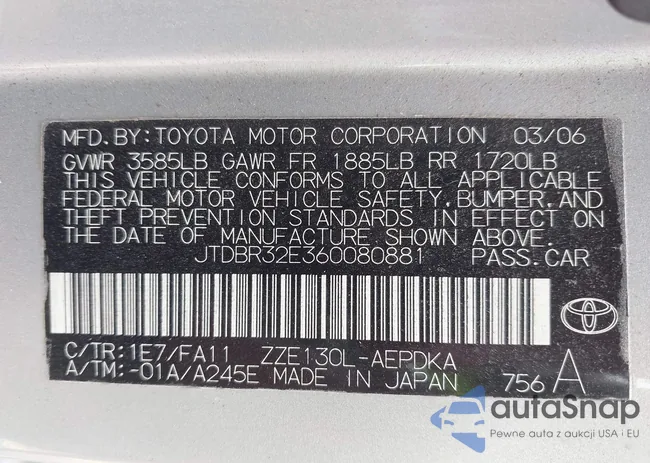 MFD. BY: TOYOTA MOTOR CORPORATION 03/06
GVWR 3585LB GAWR FR 1885LB RR 1720LB
THIS VEHICLE CONFORMS TO ALL APPLICABLE
FEDERAL MOTOR VEHICLE SAFETY, BUMPER, AND
THEFT PREVENTION STANDARDS IN EFFECT ON
THE DATE OF MANUFACTURE SHOWN ABOVE.
JTDBR32E360080881 PASS.CAR
C/TR: 1E7/FA11 ZZE130L-AEPDKA
A/TM: -01A/A245E MADE IN JAPAN 756 A
autaSnap
Pewne auta z aukcji USA i EU